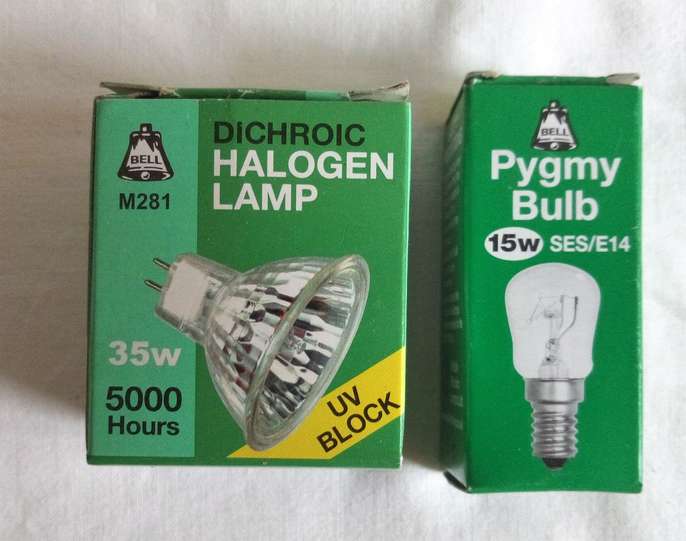 BELL
M281
DiCHROIC
HALOGEN
LAMP
35w
5000
Hours
UV
BLOCK
BELL
Pygmy
Bulb
15w SES/E14